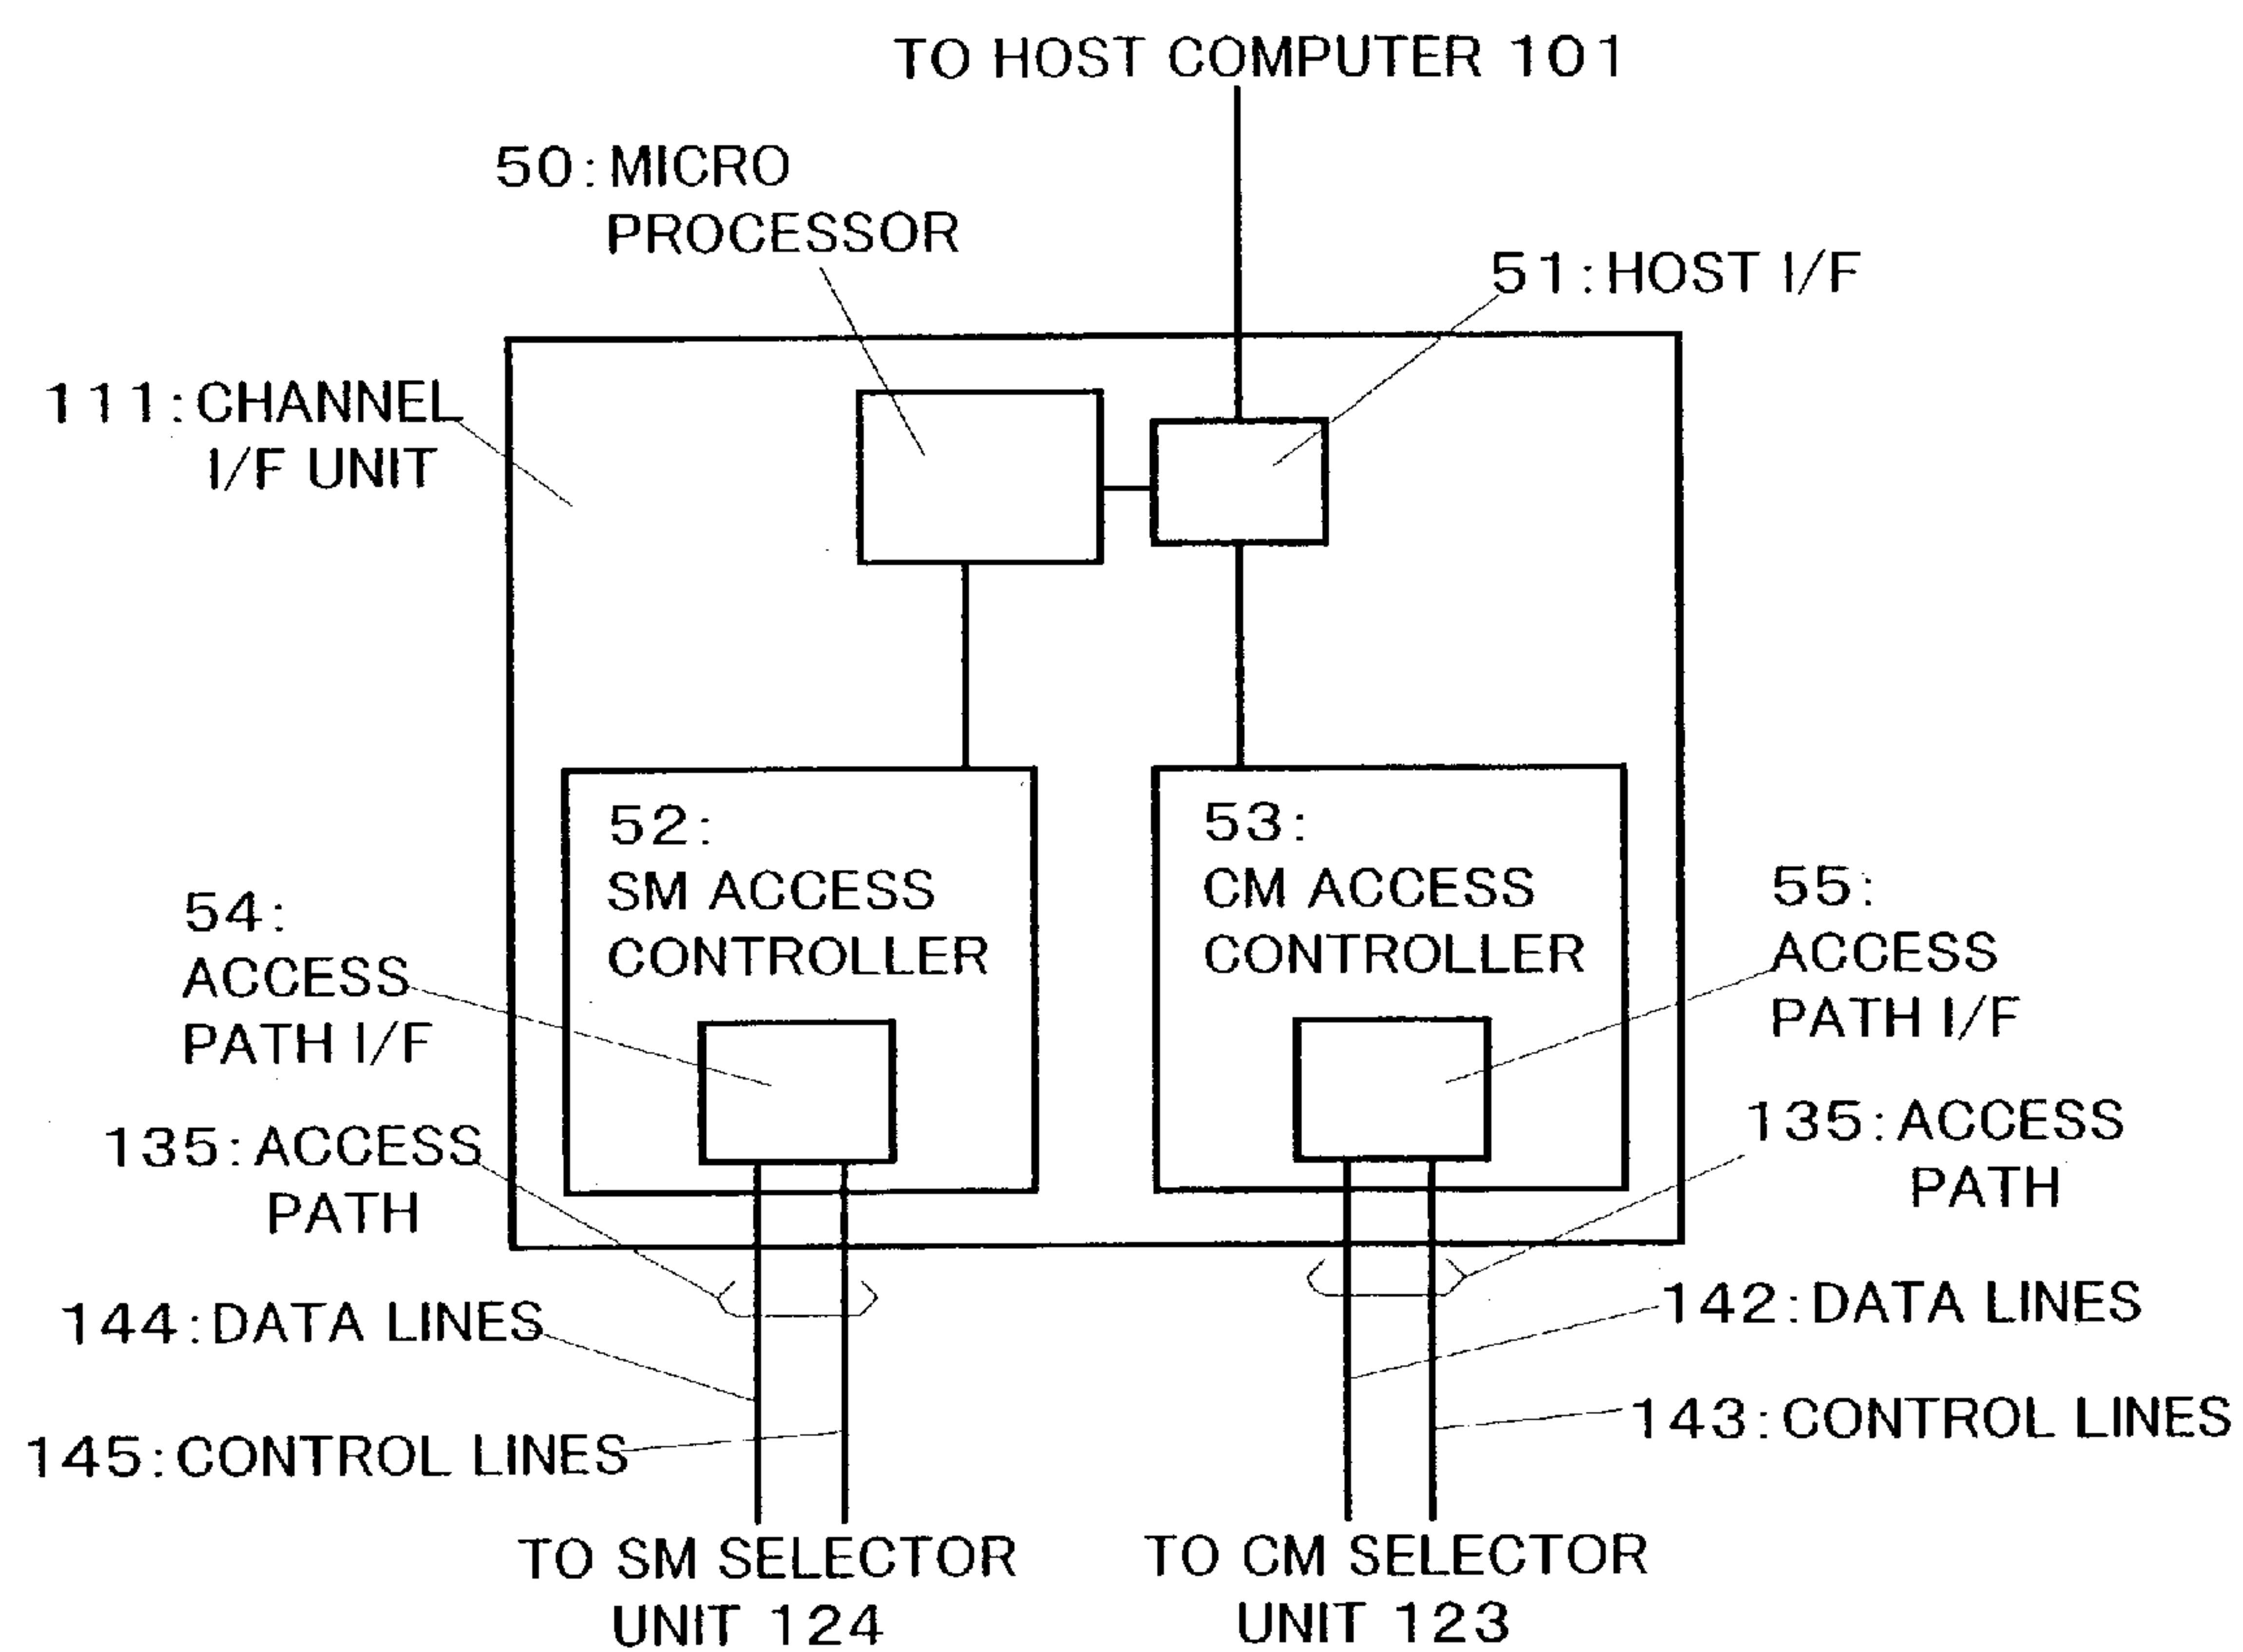 TO HOST COMPUTER 101
50:MICRO
PROCESSOR
51:HOST I/F
111:CHANNEL
I/F UNIT
52:
SM ACCESS
CONTROLLER
53:
CM ACCESS
CONTROLLER
54:
ACCESS
PATH I/F
55:
ACCESS
PATH I/F
135:ACCESS
PATH
135:ACCESS
PATH
144:DATA LINES
142:DATA LINES
145:CONTROL LINES
143:CONTROL LINES
TO SM SELECTOR
UNIT 124
TO CM SELECTOR
UNIT 123